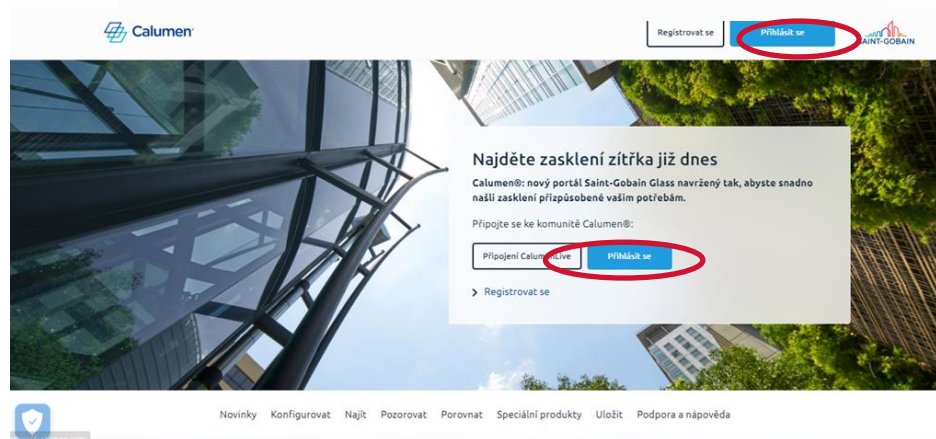 Calumen
Registrovat se
Přihlásit se
SAINT-GOBAIN
Najděte zasklení zítřka již dnes
Calumen®: nový portál Saint-Gobain Glass navržený tak, abyste snadno
našli zasklení přizpůsobené vašim potřebám.
Připojte se ke komunitě Calumen®:
Připojení CalumenLive
Přihlásit se
Registrovat se
Novinky Konfigurovat Najít Pozorovat Porovnat Speciální produkty Uložit Podpora a nápověda